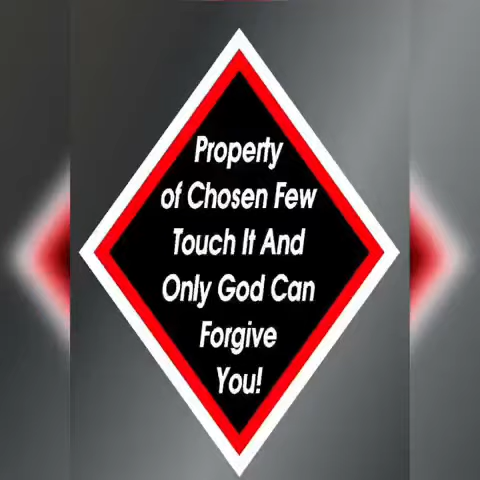 Property
of Chosen Few
Touch It And
Only God Can
Forgive
You!